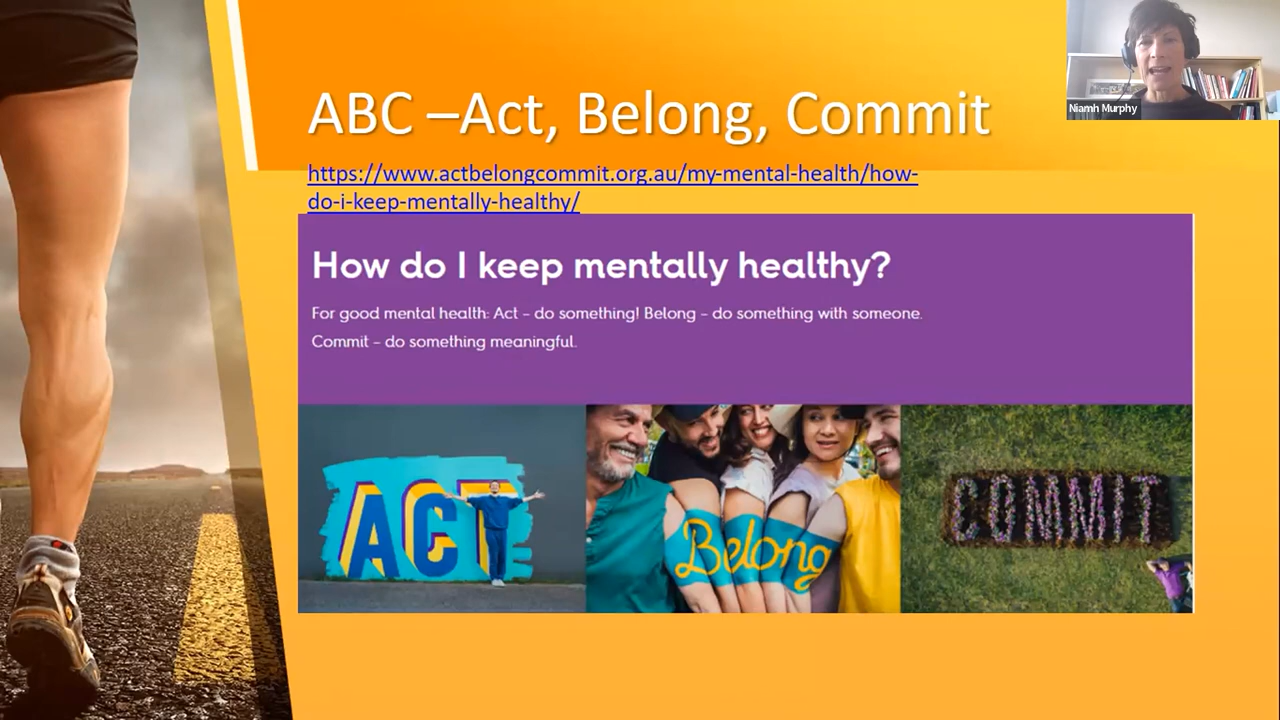 ABC –Act, Belong, Commit
Niamh Murphy
https://www.actbelongcommit.org.au/my-mental-health/how-
do-i-keep-mentally-healthy/
How do I keep mentally healthy?
For good mental health: Act – do something! Belong – do something with someone.
Commit – do something meaningful.
ACT
Belong
COMMIT